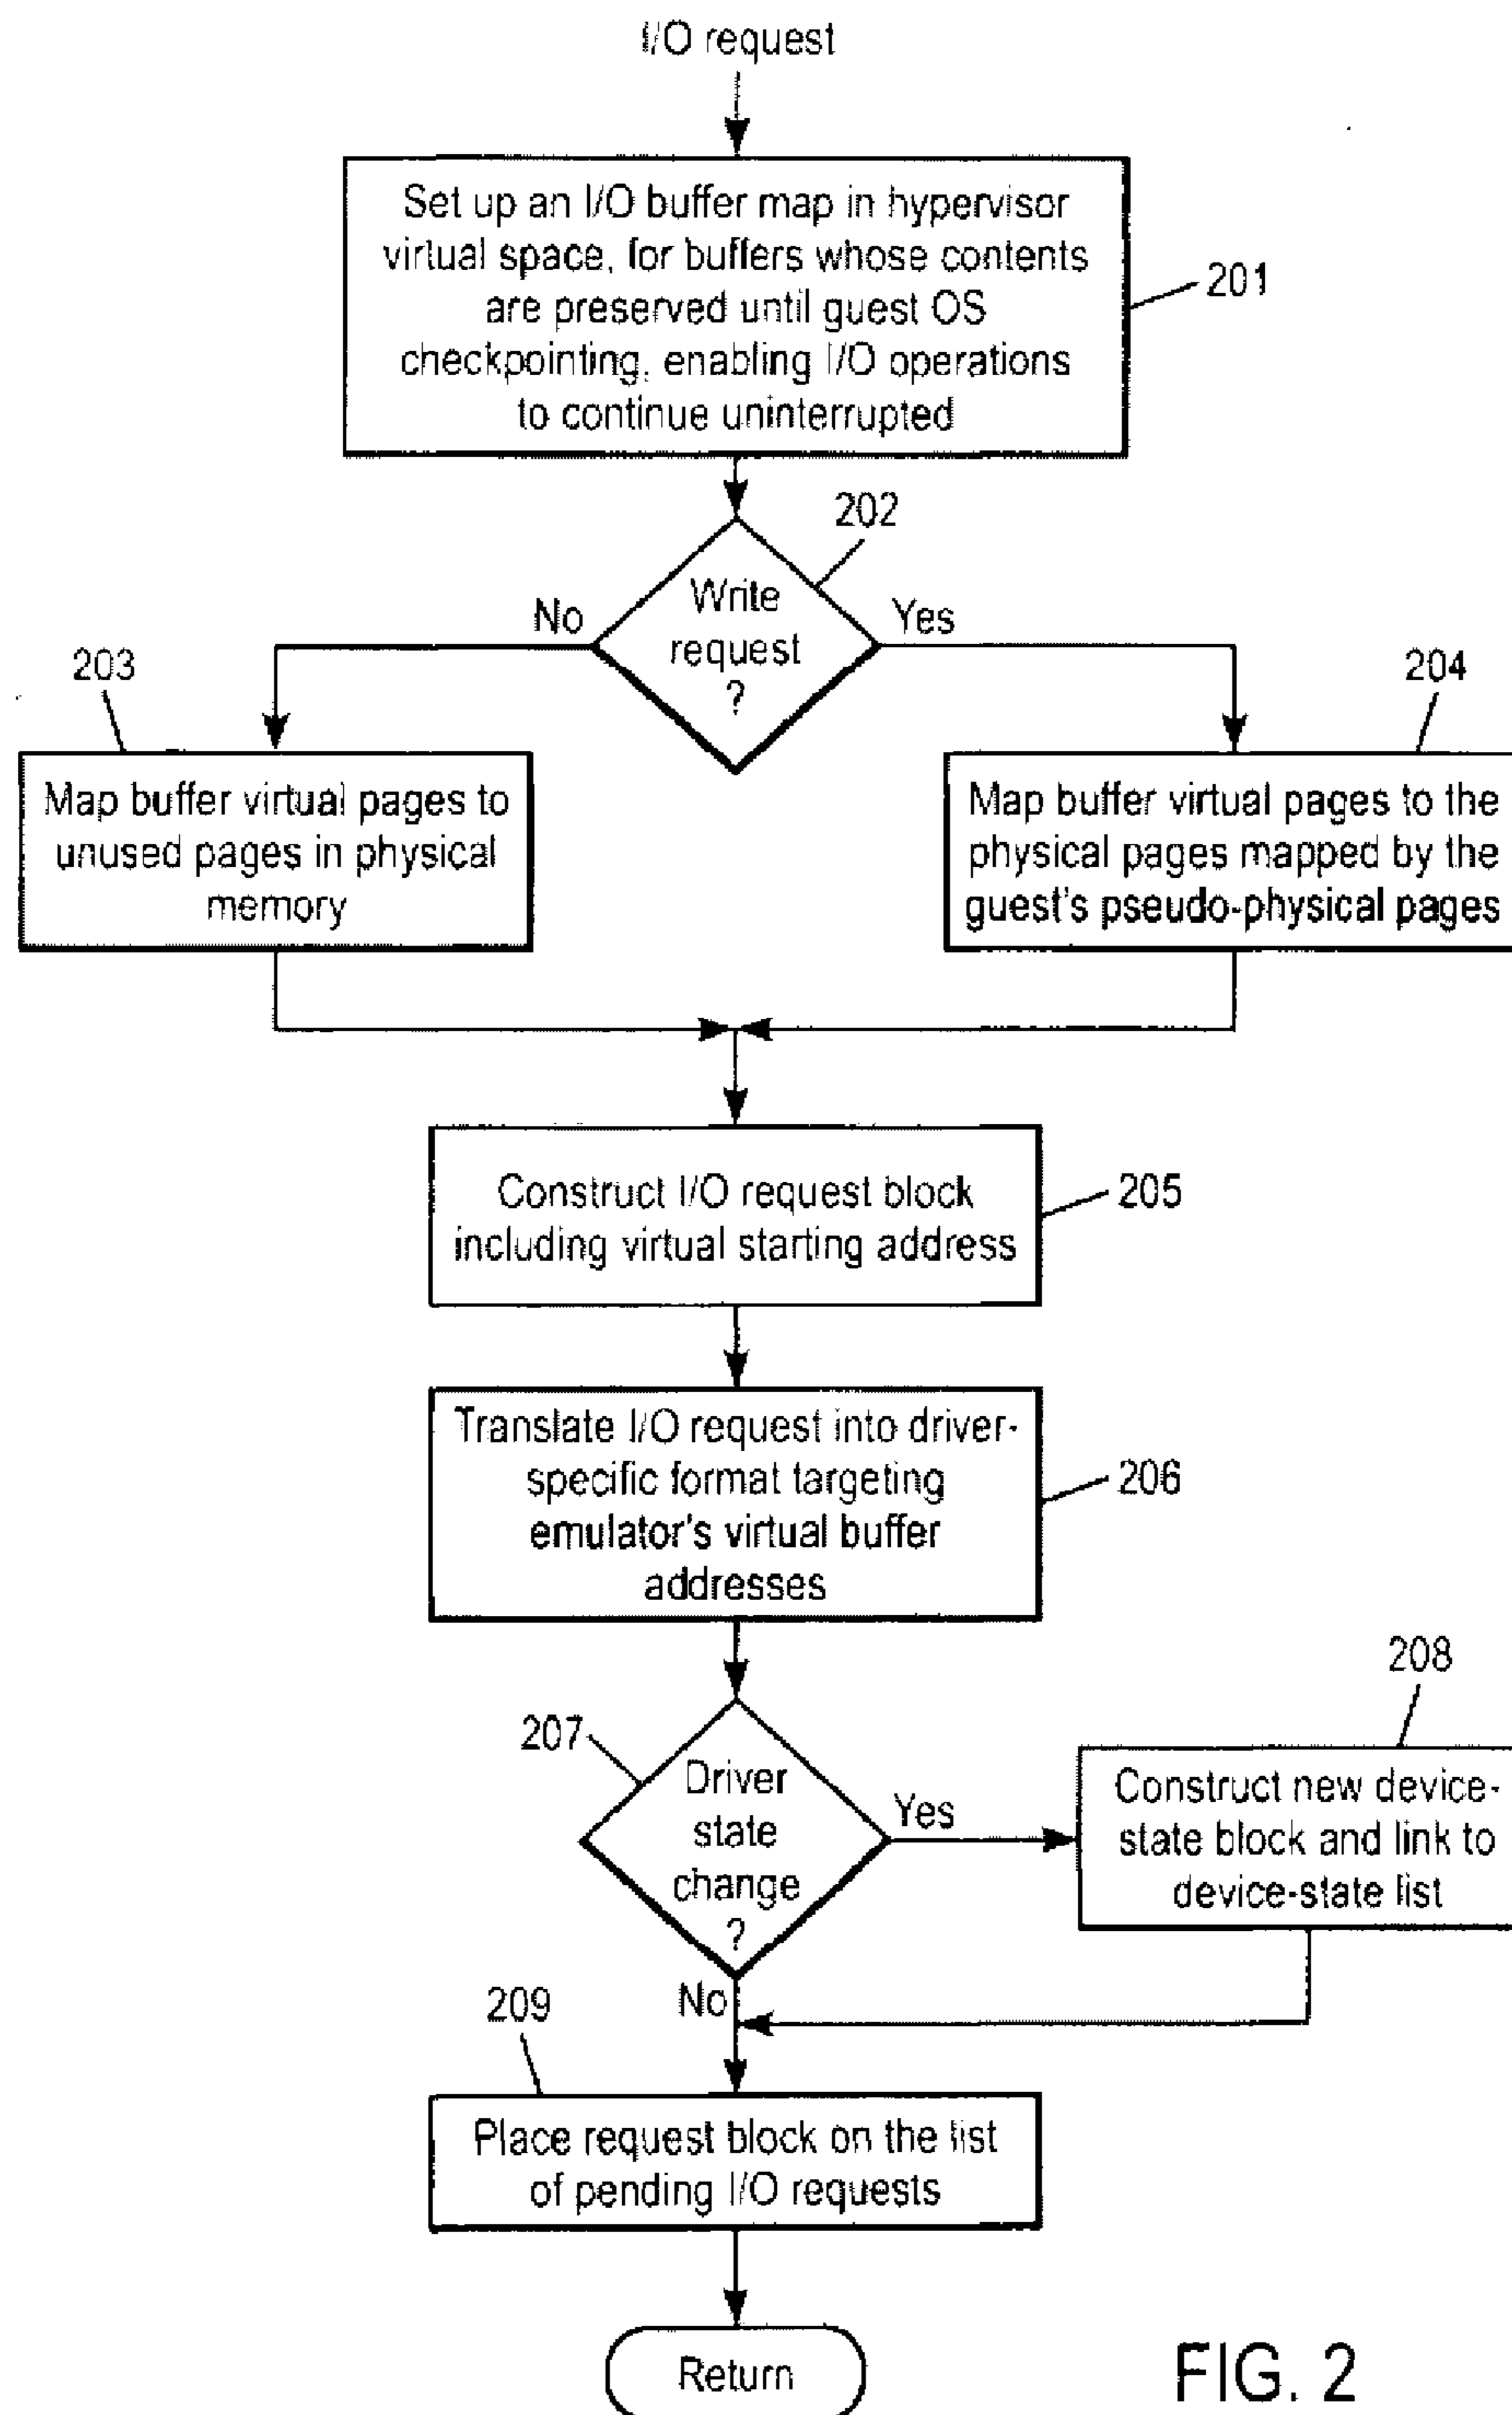 I/O request
Set up an I/O buffer map in hypervisor
virtual space, for buffers whose contents
are preserved until guest OS
checkpointing, enabling I/O operations
to continue uninterrupted
201
202
Write
request
?
No
Yes
203
204
Map buffer virtual pages to
unused pages in physical
memory
Map buffer virtual pages to the
physical pages mapped by the
guest's pseudo-physical pages
Construct I/O request block
including virtual starting address
205
Translate I/O request into driver-
specific format targeting
emulator's virtual buffer
addresses
206
207
Driver
state
change
?
Yes
208
Construct new device-
state block and link to
device-state list
No
209
Place request block on the list
of pending I/O requests
Return
FIG. 2